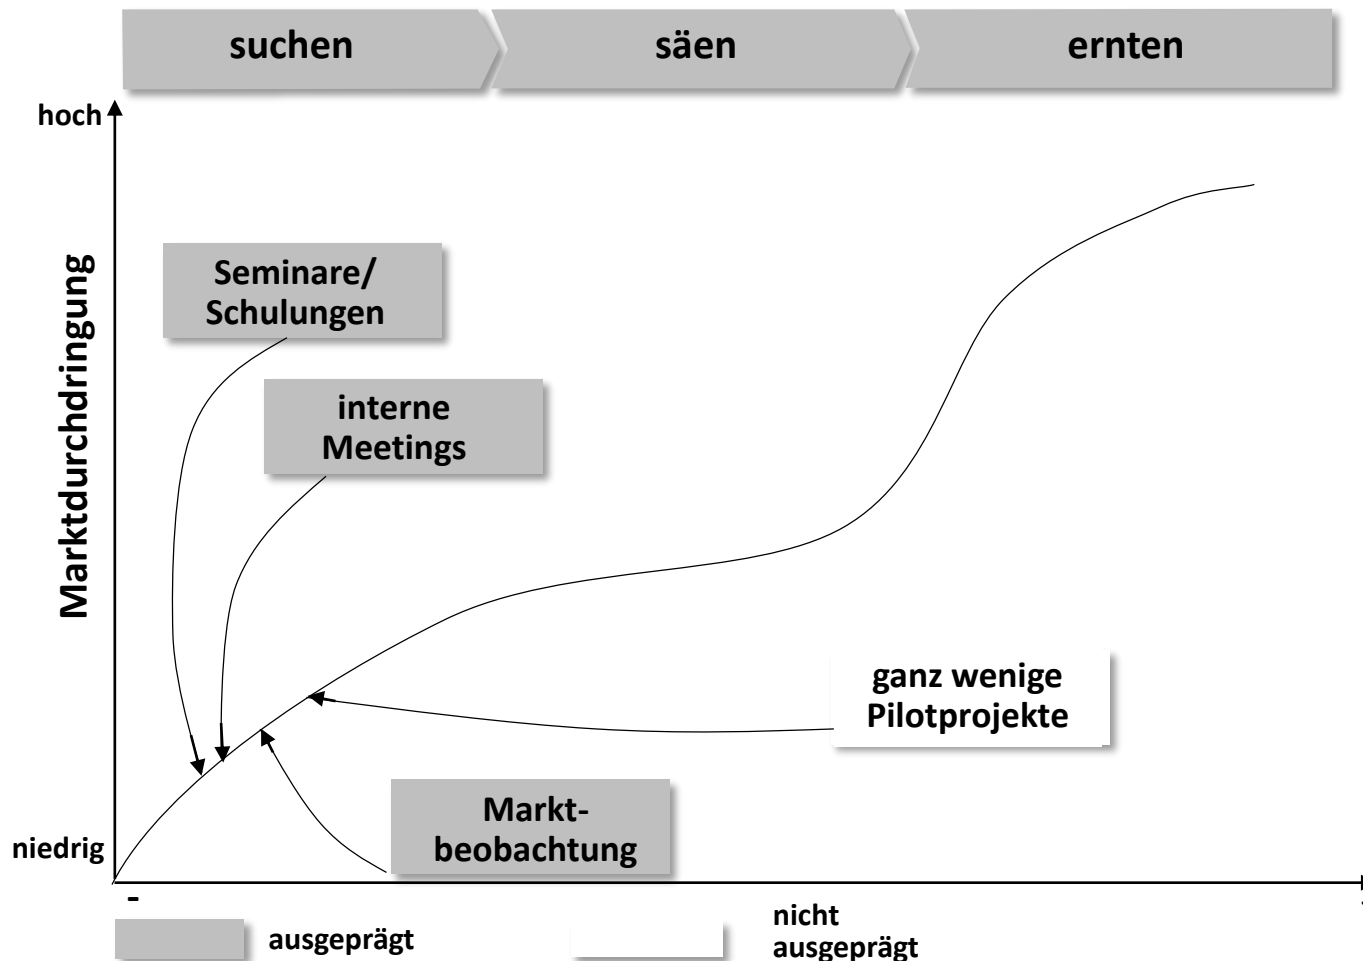 suchen
säen
ernten
hoch
Marktdurchdringung
Seminare/
Schulungen
interne
Meetings
ganz wenige
Pilotprojekte
Markt-
beobachtung
niedrig
-
ausgeprägt
nicht
ausgeprägt